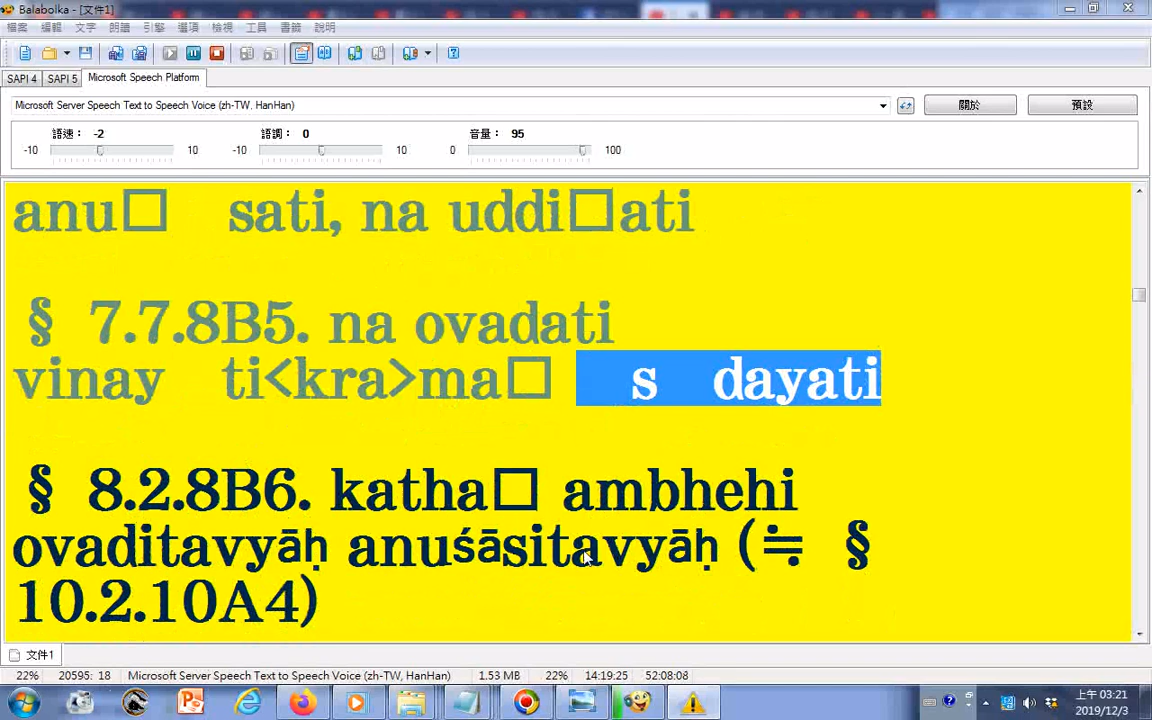 Balabolka - [文件1]
檔案 編輯 文字 朗讀 引擎 選項 檢視 工具 書籤 說明
SAPI 4 SAPI 5 Microsoft Speech Platform
Microsoft Server Speech Text to Speech Voice (zh-TW, HanHan) 關於 預設
語速： -2 語調： 0 音量： 95
-10 10 -10 10 0 100
anu□ sati, na uddi□ati
§ 7.7.8B5. na ovadati
vinay ti<kra>ma□ s dayati
§ 8.2.8B6. katha□ ambhehi
ovaditavyāḥ anuśāsitavyāḥ (≒ §
10.2.10A4)
文件1
22% 20595: 18 Microsoft Server Speech Text to Speech Voice (zh-TW, HanHan) 1.53 MB 22% 14:19:25 52:08:08
上午 03:21
2019/12/3